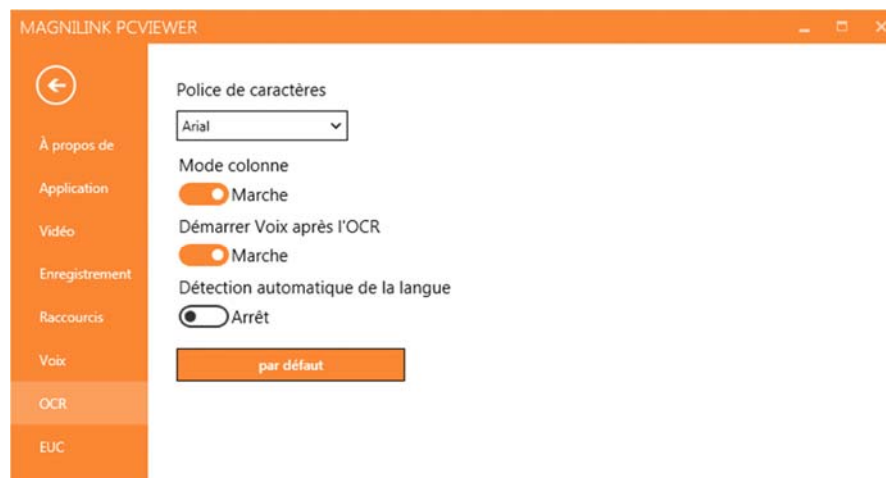 MAGNILINK PCVIEWER
À propos de
Application
Vidéo
Enregistrement
Raccourcis
Voix
OCR
EUC
Police de caractères
Arial
Mode colonne
Marche
Démarrer Voix après l'OCR
Marche
Détection automatique de la langue
Arrêt
par défaut